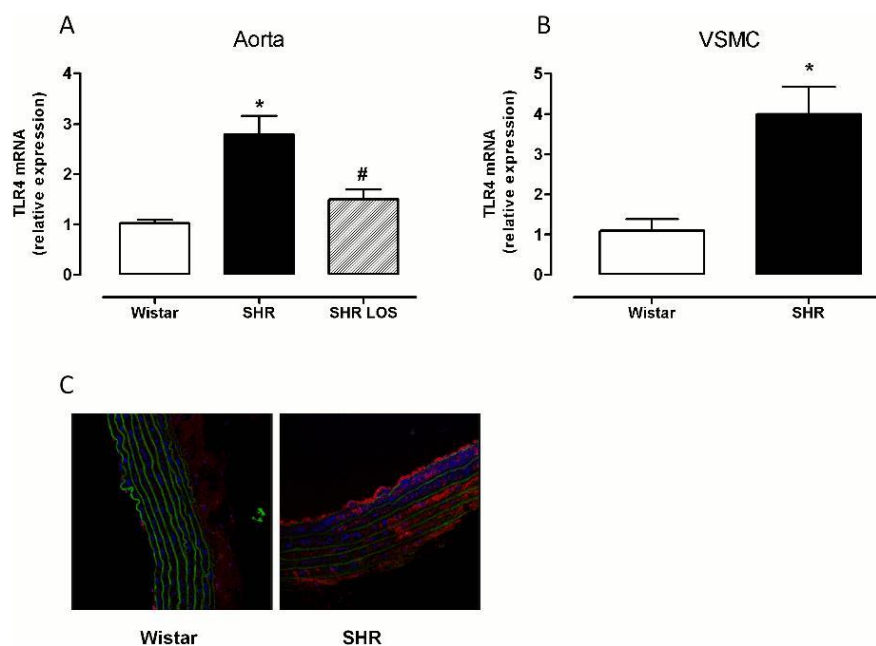 A
Aorta
TLR4 mRNA
(relative expression)
4
3
2
1
0
*
#
Wistar
SHR
SHR LOS
B
VSMC
TLR4 mRNA
(relative expression)
5
4
3
2
1
0
*
Wistar
SHR
C
Wistar
SHR